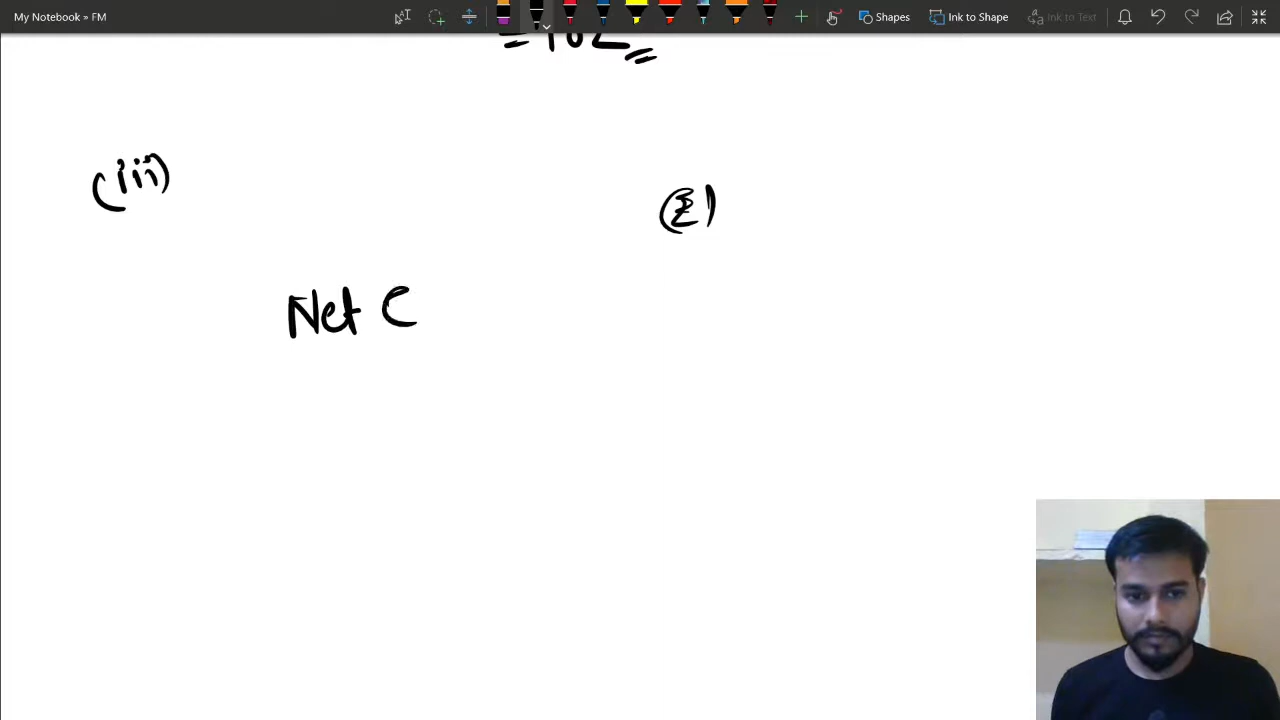 My Notebook » FM
Shapes
Ink to Shape
Ink to Text
(iii)
Net C